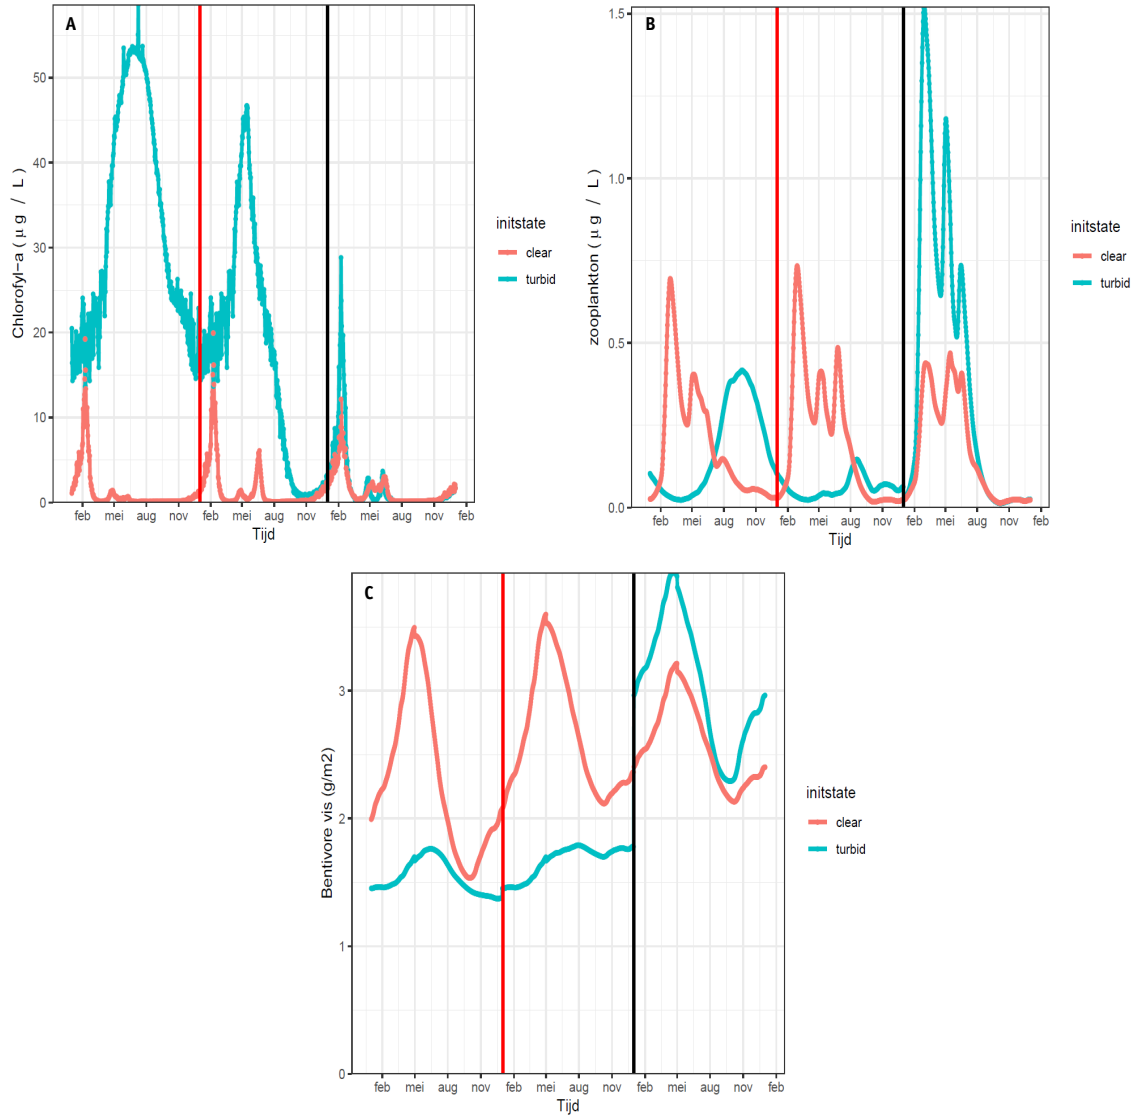 A
50
40
30
20
10
0
Chlorofyl-a ( μ g / L )
feb mei aug nov feb mei aug nov feb mei aug nov feb
Tijd
initstate
clear
turbid
B
1.5
1.0
0.5
0.0
zooplankton ( μ g / L )
feb mei aug nov feb mei aug nov feb mei aug nov feb
Tijd
initstate
clear
turbid
C
3
2
1
0
Bentivore vis (g/m2)
feb mei aug nov feb mei aug nov feb mei aug nov feb
Tijd
initstate
clear
turbid